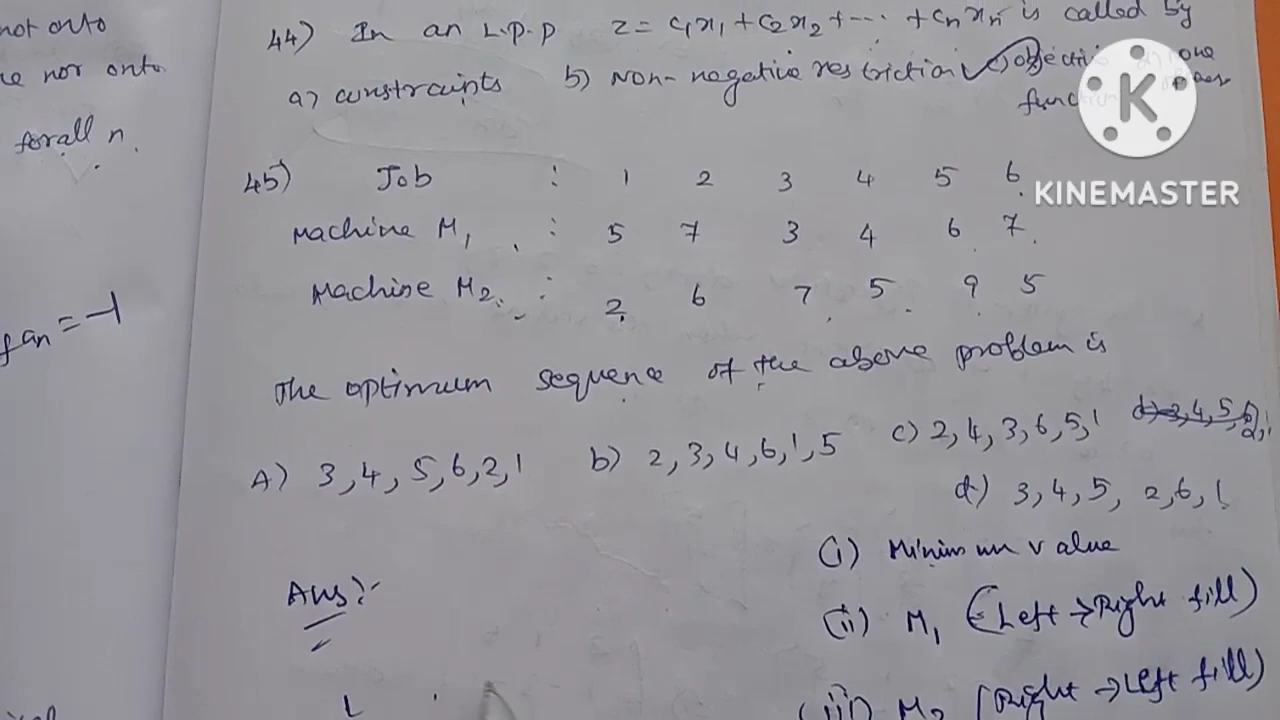 not onto
e nor onto
for all n.
fan = -1
44) In an L.p.p z = c1x1 + c2x2 + ... + cnxn is called by
a) constraints b) Non-negative restriction c) objective
K
KINEMASTER
45) Job : 1 2 3 4 5 6
Machine M1 : 5 7 3 4 6 7
Machine M2 : 2 6 7 5 9 5
The optimum sequence of the above problem is
A) 3,4,5,6,2,1 b) 2,3,4,6,1,5 c) 2,4,3,6,5,1
d) 3,4,5, 2,6,1
(i) Minimum value
Ans:-
(ii) M1 (Left → Right fill)
(iii) M2 (Right → Left fill)